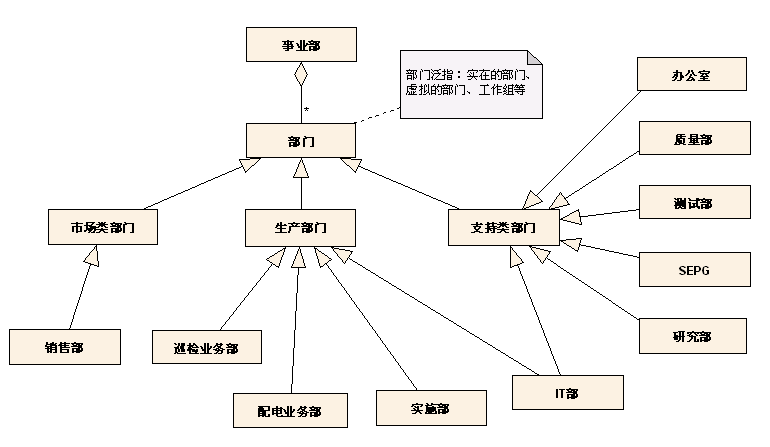 事业部
部门泛指：实在的部门、
虚拟的部门、工作组等
办公室
*
部门
质量部
测试部
市场类部门
生产部门
支持类部门
SEPG
销售部
巡检业务部
研究部
配电业务部
实施部
IT部